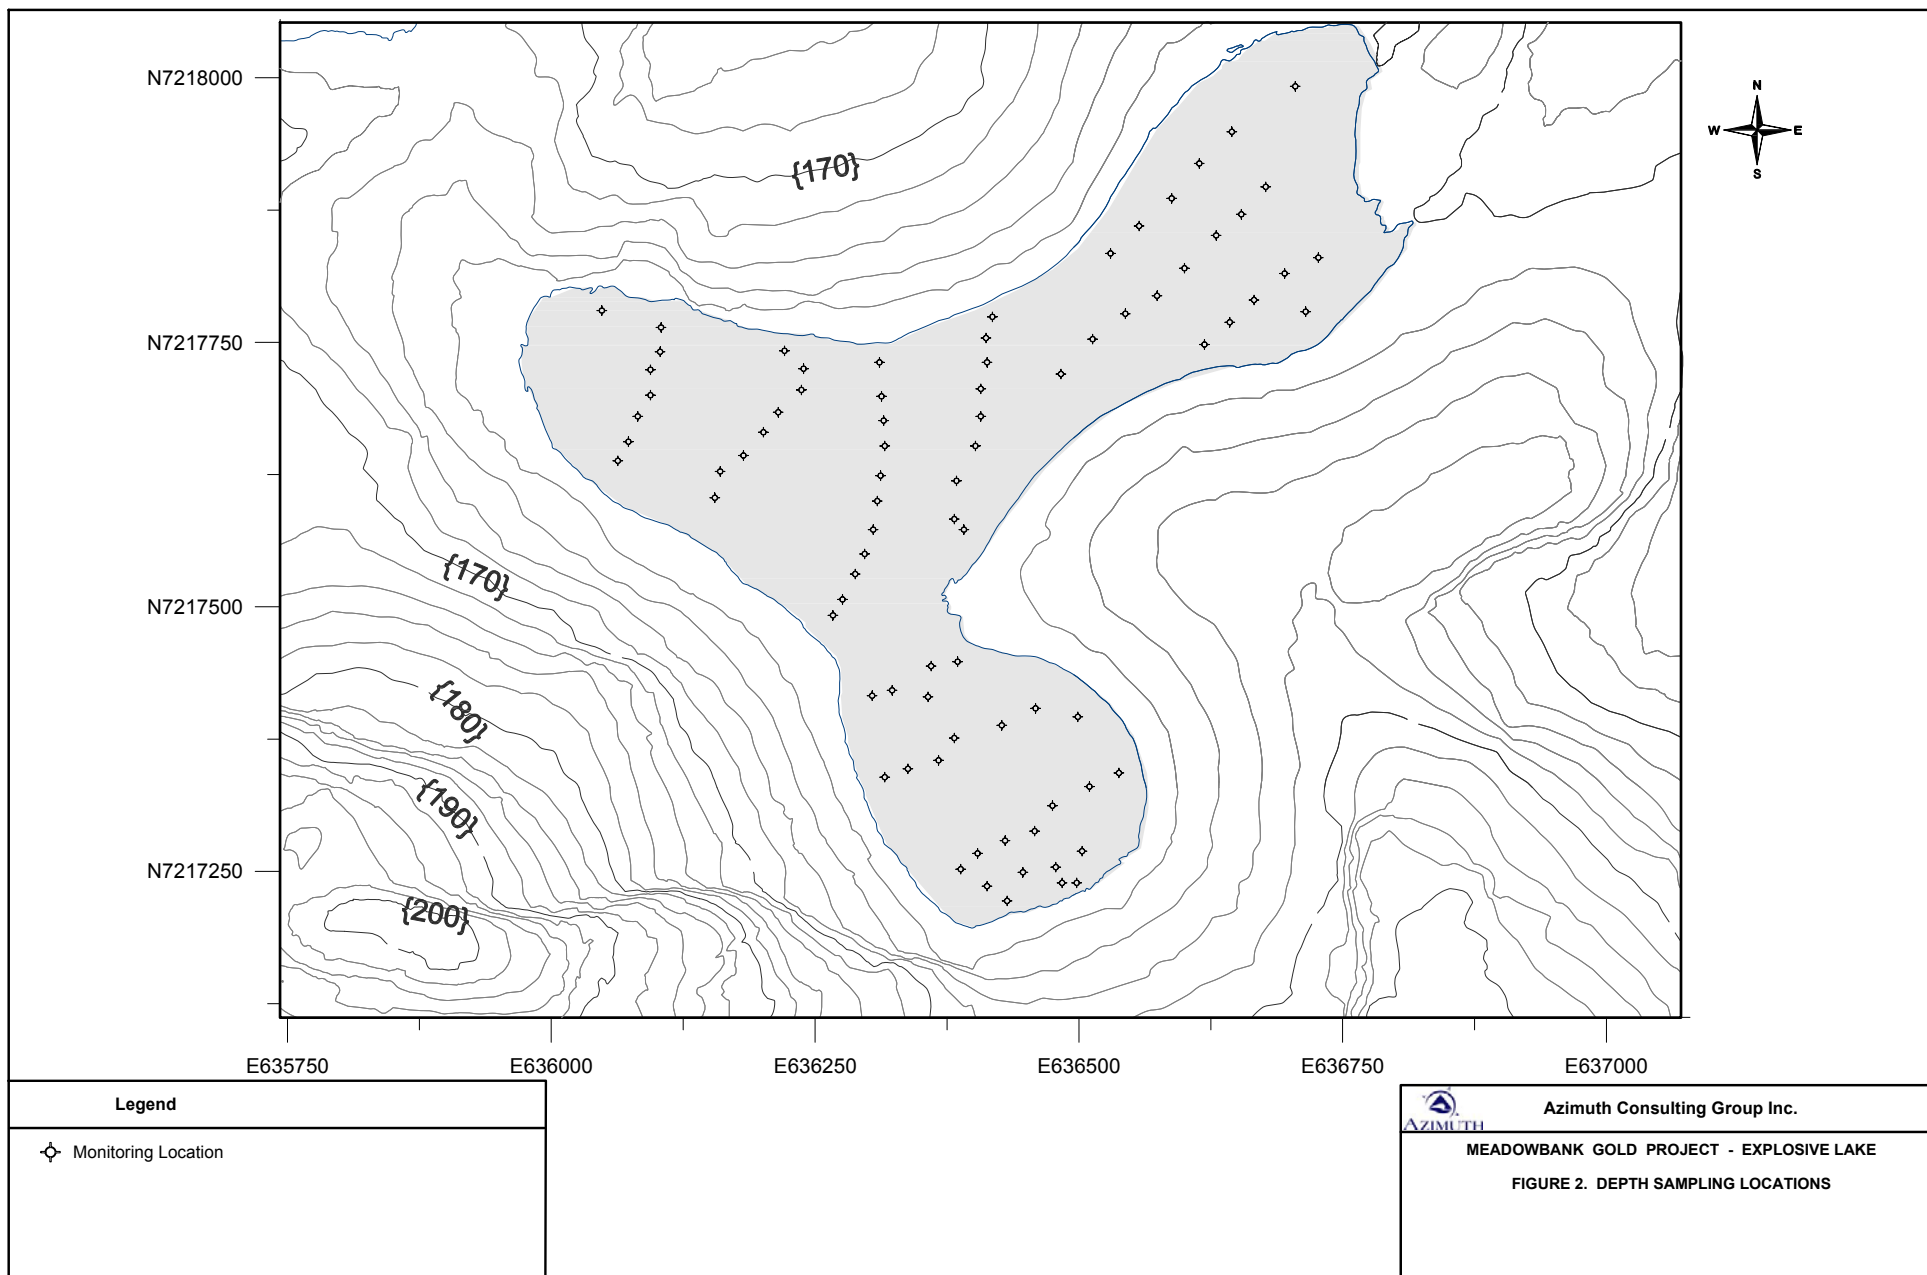 N7218000
N
W E
S
{170}
N7217750
{170}
N7217500
{180}
{190}
N7217250
{200}
E635750 E636000 E636250 E636500 E636750 E637000
Legend
Monitoring Location
AZIMUTH
Azimuth Consulting Group Inc.
MEADOWBANK GOLD PROJECT - EXPLOSIVE LAKE
FIGURE 2. DEPTH SAMPLING LOCATIONS